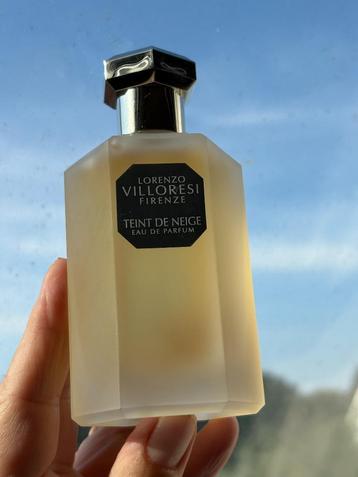 LORENZO
VILLORESI
FIRENZE
TEINT DE NEIGE
EAU DE PARFUM